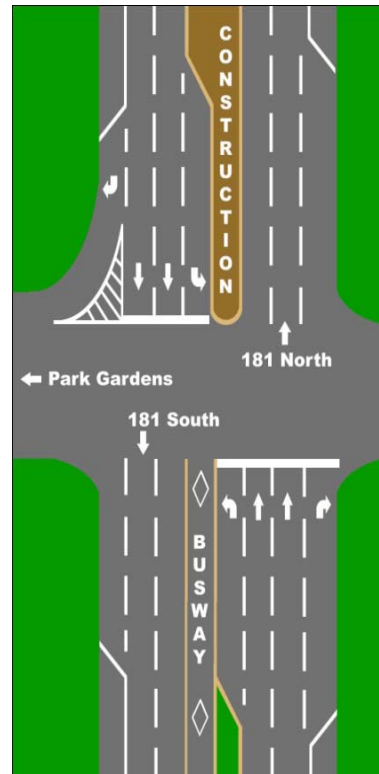 CONSTRUCTION
181 North
← Park Gardens
181 South
BUSWAY